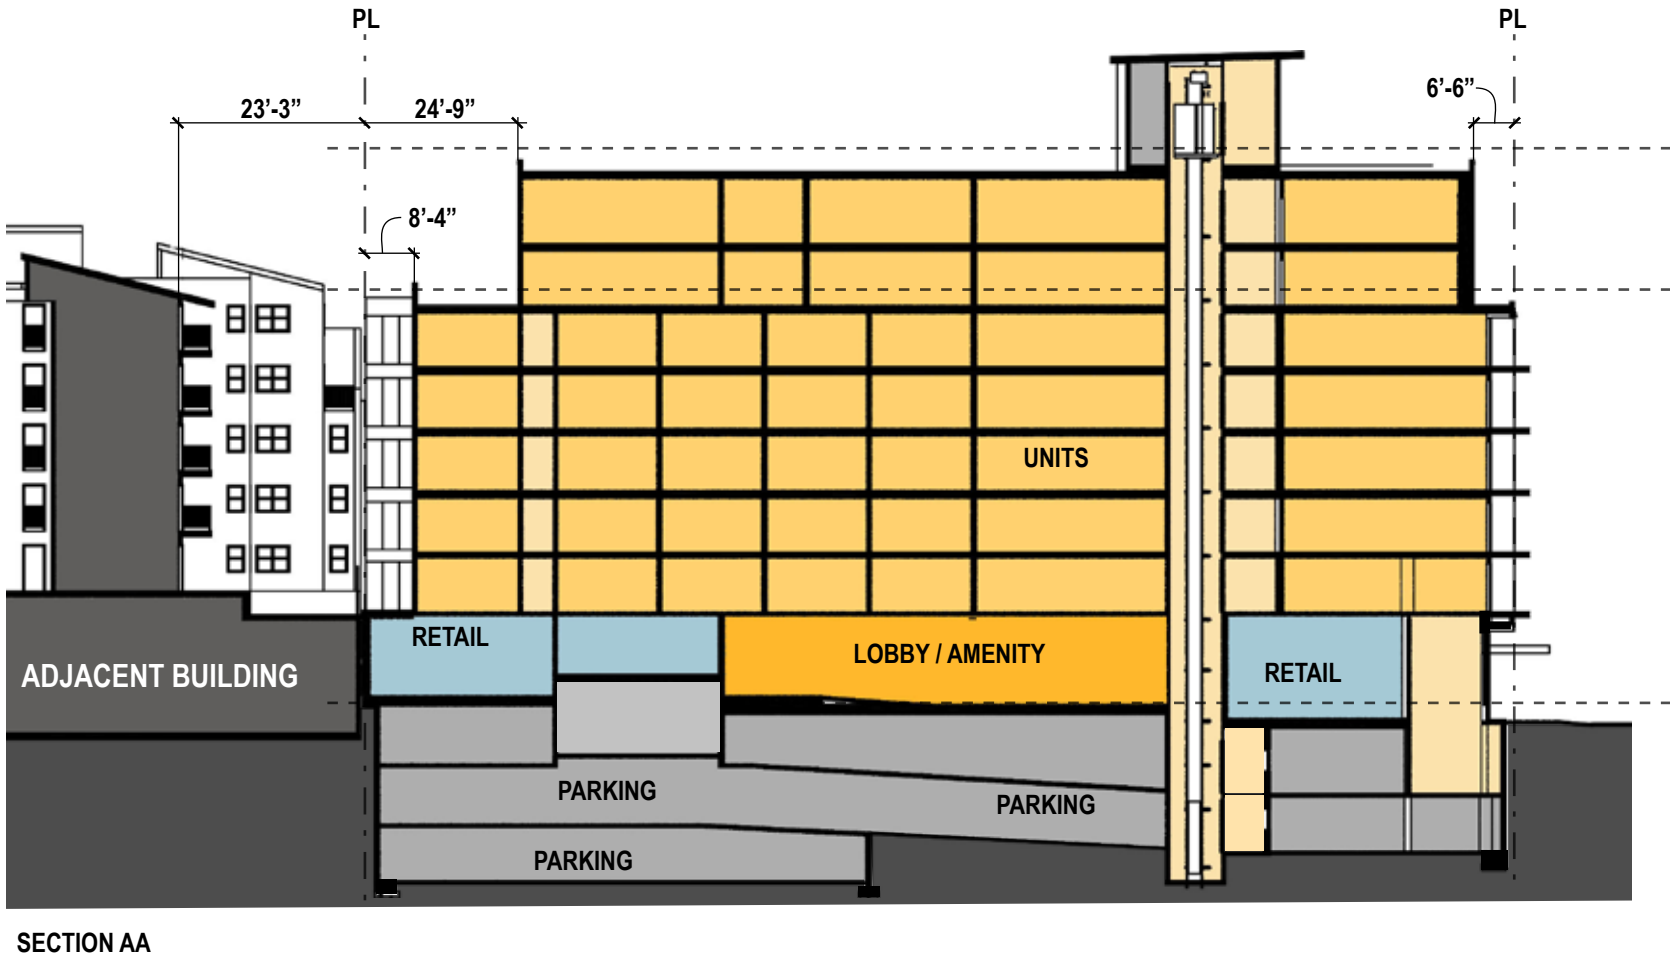 PL
PL
23’-3”
24’-9”
6’-6”
8’-4”
UNITS
RETAIL
LOBBY / AMENITY
RETAIL
ADJACENT BUILDING
PARKING
PARKING
PARKING
SECTION AA